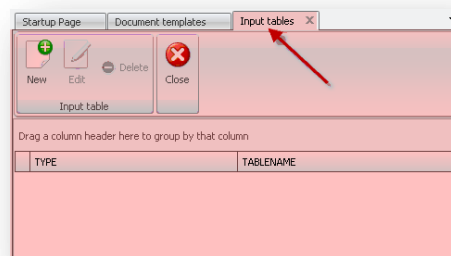 Startup Page Document templates Input tables X
New Edit Delete Close
Input table
Drag a column header here to group by that column
TYPE TABLENAME